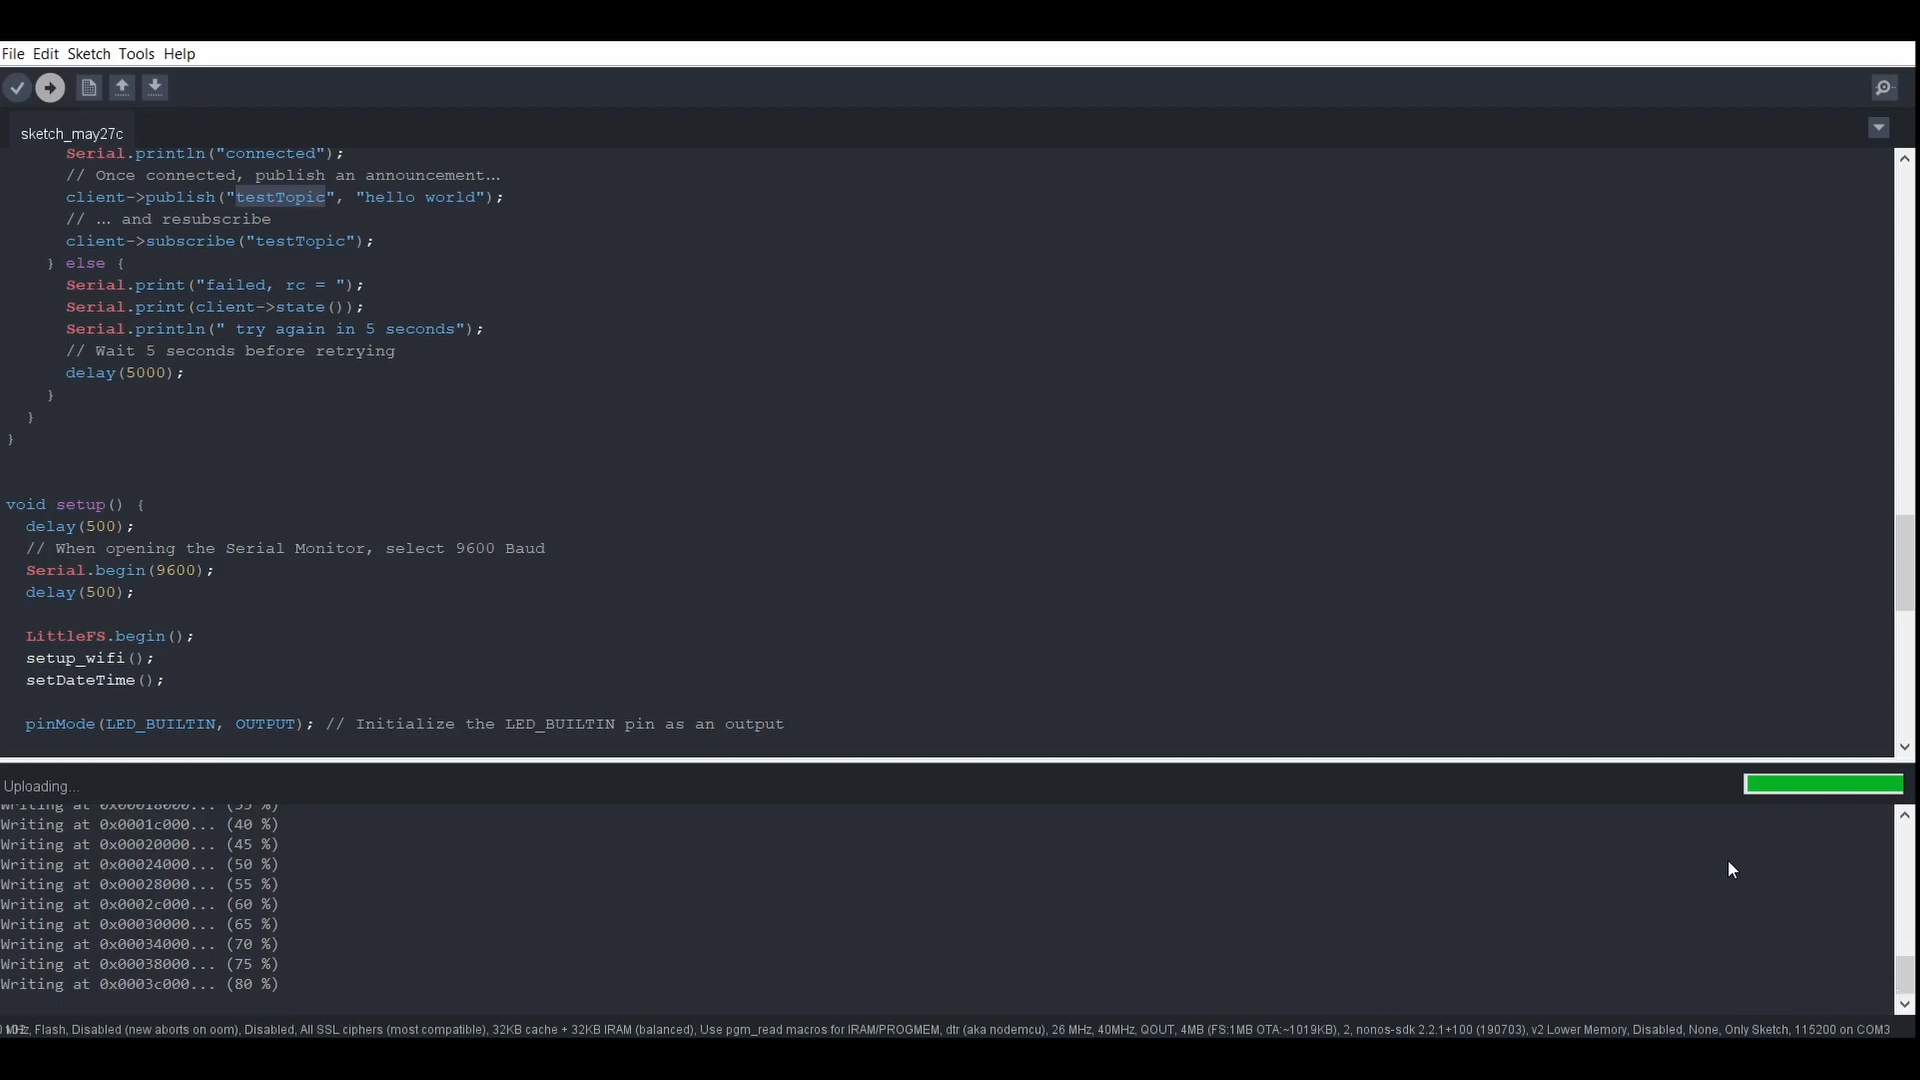 File Edit Sketch Tools Help
sketch_may27c
Serial.println("connected");
// Once connected, publish an announcement...
client->publish("testTopic", "hello world");
// ... and resubscribe
client->subscribe("testTopic");
} else {
Serial.print("failed, rc = ");
Serial.print(client->state());
Serial.println(" try again in 5 seconds");
// Wait 5 seconds before retrying
delay(5000);
}
}
}
void setup() {
delay(500);
// When opening the Serial Monitor, select 9600 Baud
Serial.begin(9600);
delay(500);
LittleFS.begin();
setup_wifi();
setDateTime();
pinMode(LED_BUILTIN, OUTPUT); // Initialize the LED_BUILTIN pin as an output
Uploading...
Writing at 0x00018000... (35 %)
Writing at 0x0001c000... (40 %)
Writing at 0x00020000... (45 %)
Writing at 0x00024000... (50 %)
Writing at 0x00028000... (55 %)
Writing at 0x0002c000... (60 %)
Writing at 0x00030000... (65 %)
Writing at 0x00034000... (70 %)
Writing at 0x00038000... (75 %)
Writing at 0x0003c000... (80 %)
Flash, Disabled (new aborts on oom), Disabled, All SSL ciphers (most compatible), 32KB cache + 32KB IRAM (balanced), Use pgm_read macros for IRAM/PROGMEM, dtr (aka nodemcu), 26 MHz, 40MHz, QOUT, 4MB (FS:1MB OTA:~1019KB), 2, nonos-sdk 2.2.1+100 (190703), v2 Lower Memory, Disabled, None, Only Sketch, 115200 on COM3